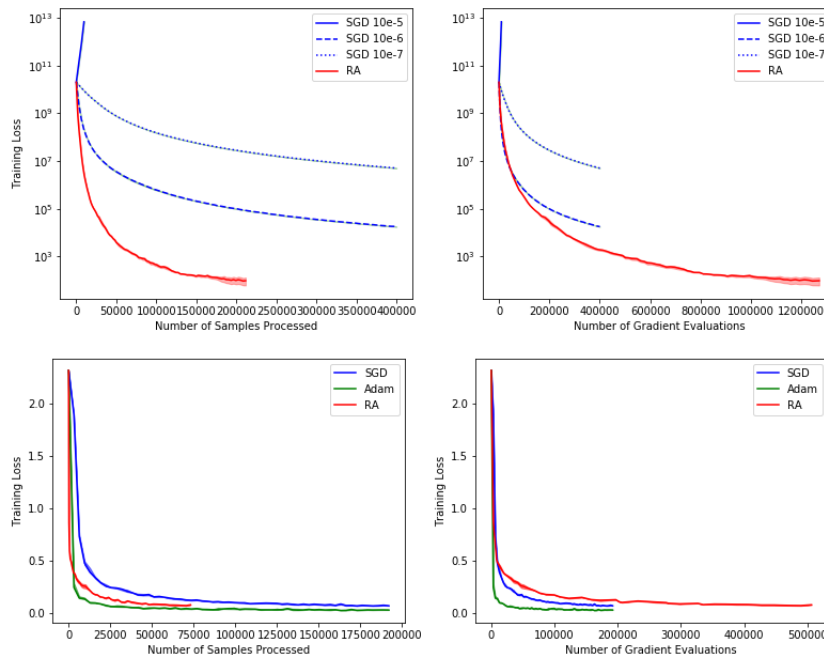 10^13
10^11
10^9
10^7
10^5
10^3
Training Loss
SGD 10e-5
SGD 10e-6
SGD 10e-7
RA
0 50000 100000 150000 200000 250000 300000 350000 400000
Number of Samples Processed
10^13
10^11
10^9
10^7
10^5
10^3
Training Loss
SGD 10e-5
SGD 10e-6
SGD 10e-7
RA
0 200000 400000 600000 800000 1000000 1200000
Number of Gradient Evaluations
2.0
1.5
1.0
0.5
0.0
Training Loss
SGD
Adam
RA
0 25000 50000 75000 100000 125000 150000 175000 200000
Number of Samples Processed
2.0
1.5
1.0
0.5
0.0
Training Loss
SGD
Adam
RA
0 100000 200000 300000 400000 500000
Number of Gradient Evaluations